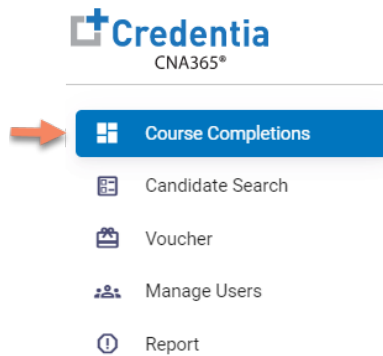 Credentia
CNA365®
Course Completions
Candidate Search
Voucher
Manage Users
Report